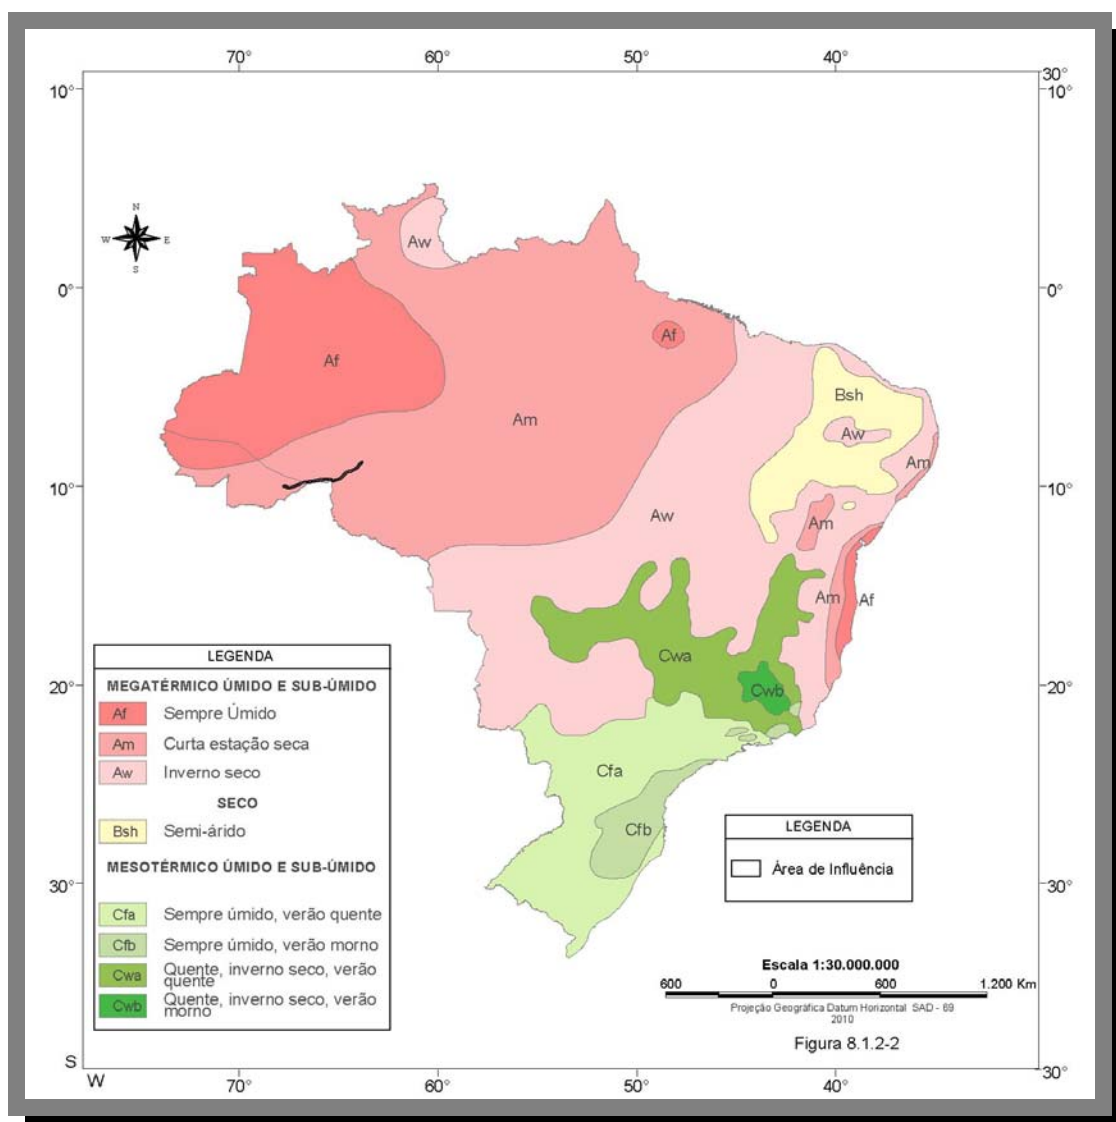 70° 60° 50° 40°
30°
10° 10°
N
W E
S
Aw
0° 0°
Af
Af
Bsh
Am
Aw
Am
10° 10°
Aw
Am
Am Af
Cwa
20° Cwb 20°
Cfa
Cfb
30° 30°
LEGENDA
MEGATÉRMICO ÚMIDO E SUB-ÚMIDO
Af Sempre Úmido
Am Curta estação seca
Aw Inverno seco
SECO
Bsh Semi-árido
MESOTÉRMICO ÚMIDO E SUB-ÚMIDO
Cfa Sempre úmido, verão quente
Cfb Sempre úmido, verão morno
Cwa Quente, inverno seco, verão
quente
Cwb Quente, inverno seco, verão
morno
LEGENDA
Área de Influência
Escala 1:30.000.000
600 0 600 1.200 Km
Projeção Geográfica Datum Horizontal SAD - 69
2010
Figura 8.1.2-2
S
W
30°
70° 60° 50° 40°